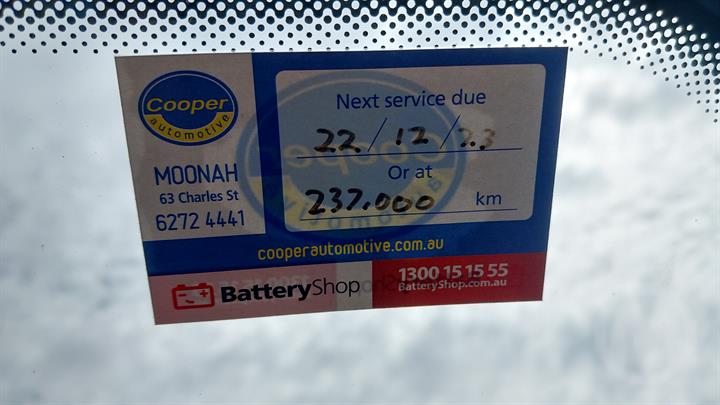 Cooper
automotive
MOONAH
63 Charles St
6272 4441
Next service due
22/12/23
Or at
237.000 km
cooperautomotive.com.au
BatteryShop
1300 15 15 55
BatteryShop.com.au